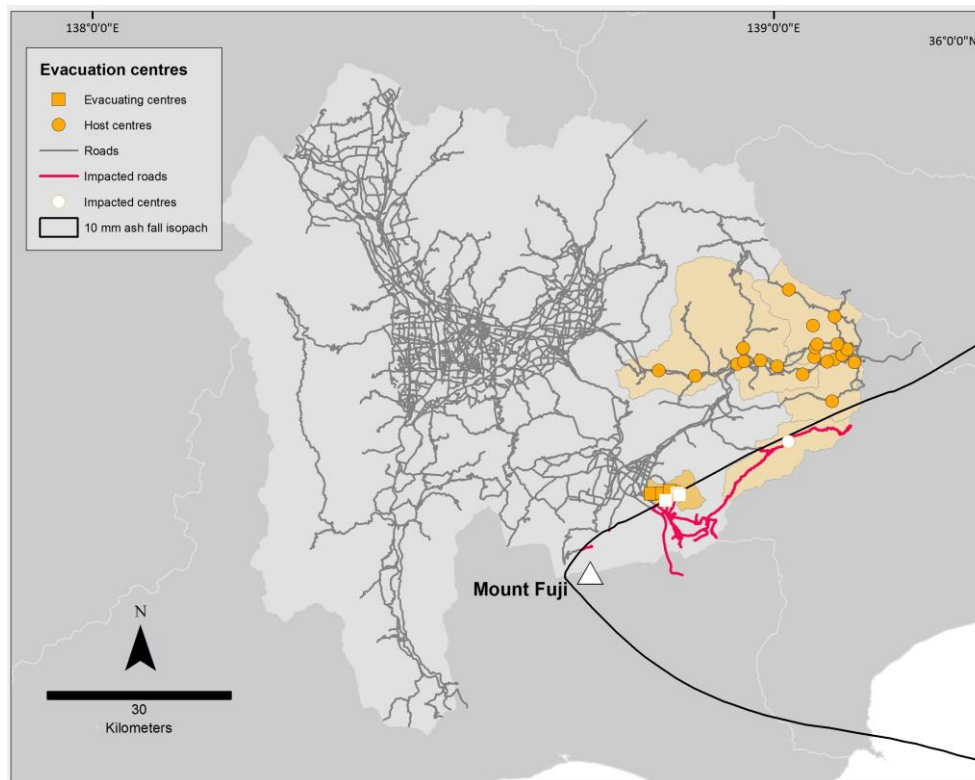 138°0'0"E
139°0'0"E
36°0'0"N
Evacuation centres
Evacuating centres
Host centres
Roads
Impacted roads
Impacted centres
10 mm ash fall isopach
Mount Fuji
N
30
Kilometers